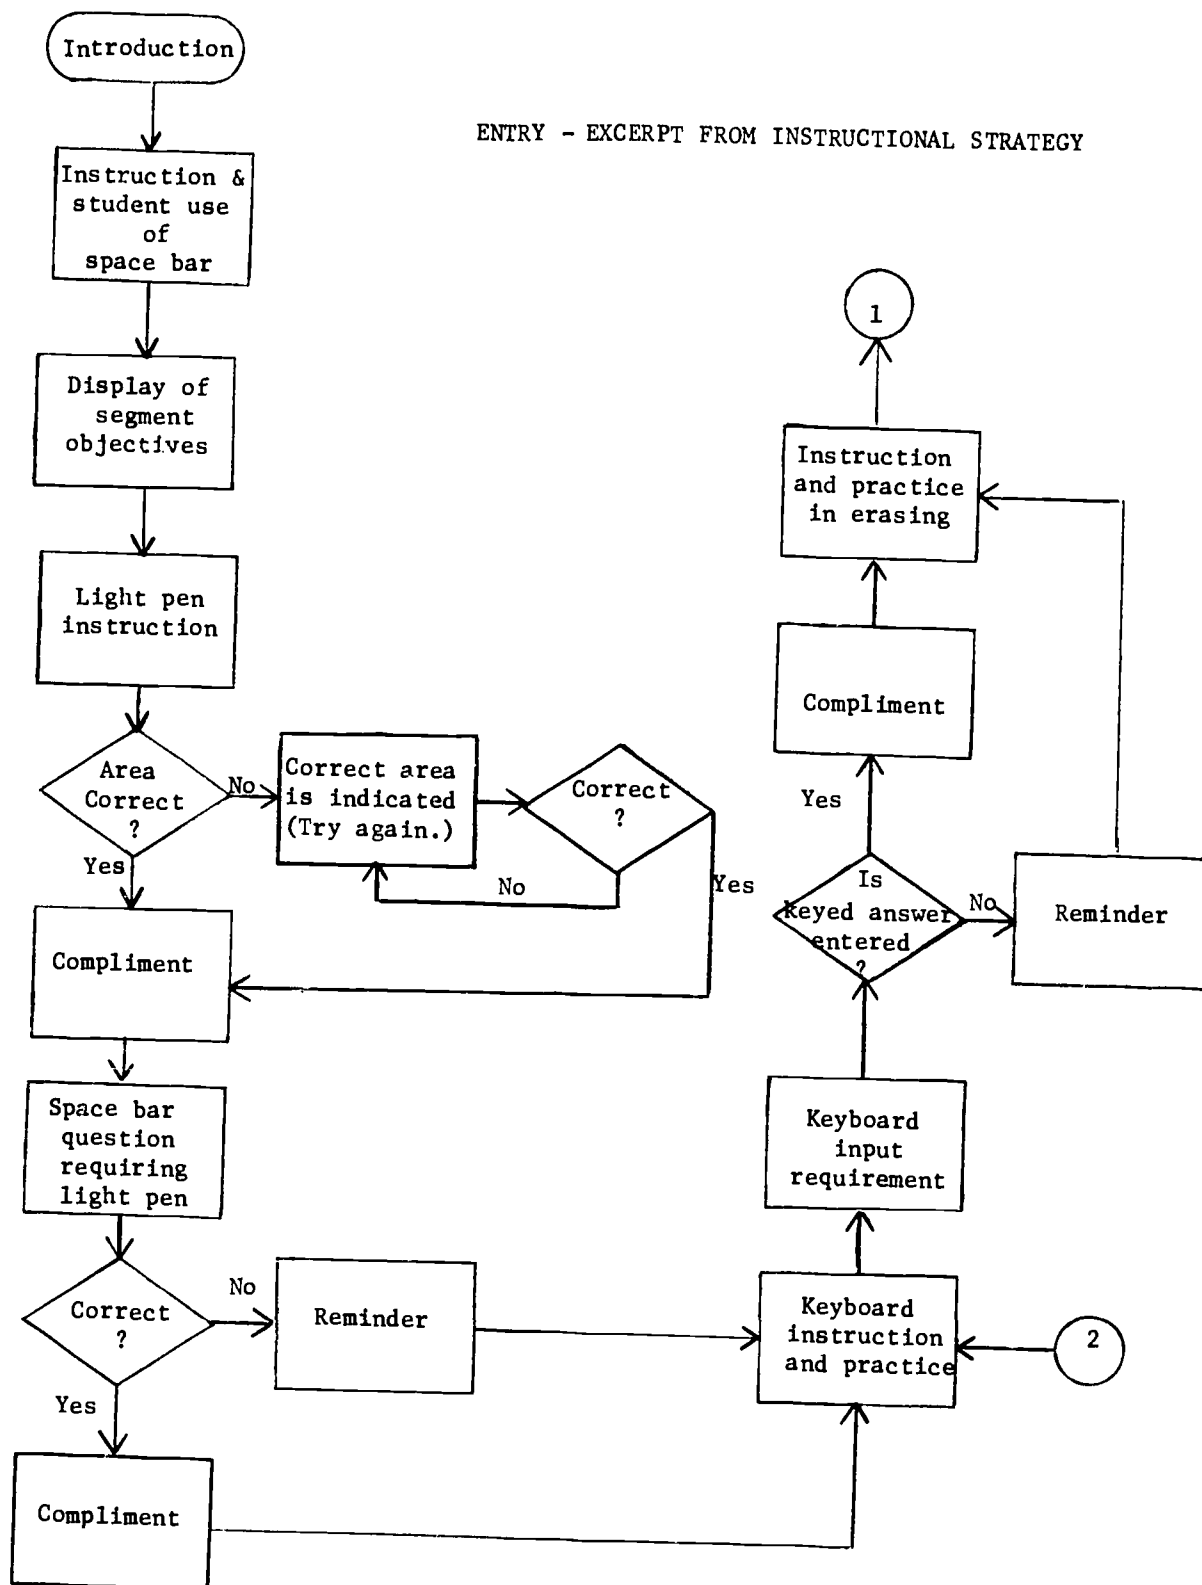 Introduction
ENTRY - EXCERPT FROM INSTRUCTIONAL STRATEGY
Instruction &
student use
of
space bar
Display of
segment
objectives
Light pen
instruction
Area
Correct
?
No
Yes
Correct area
is indicated
(Try again.)
Correct
?
No
Yes
Compliment
Space bar
question
requiring
light pen
Correct
?
No
Yes
Reminder
Compliment
2
Keyboard
instruction
and practice
Keyboard
input
requirement
Is
keyed answer
entered
?
No
Yes
Reminder
Compliment
Instruction
and practice
in erasing
1